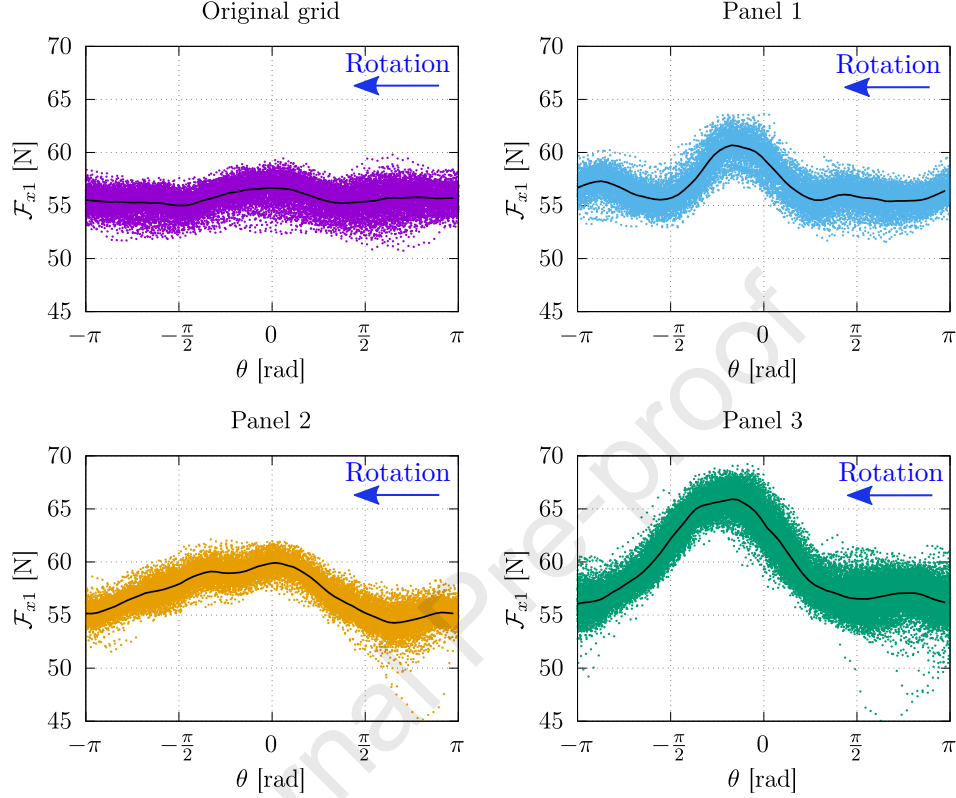 Original grid
70
65
60
55
50
45
−π
−π/2
0
π/2
π
θ [rad]
ℱx1 [N]
Rotation
Panel 1
70
65
60
55
50
45
−π
−π/2
0
π/2
π
θ [rad]
ℱx1 [N]
Rotation
Panel 2
70
65
60
55
50
45
−π
−π/2
0
π/2
π
θ [rad]
ℱx1 [N]
Rotation
Panel 3
70
65
60
55
50
45
−π
−π/2
0
π/2
π
θ [rad]
ℱx1 [N]
Rotation
rnal Pre-proof